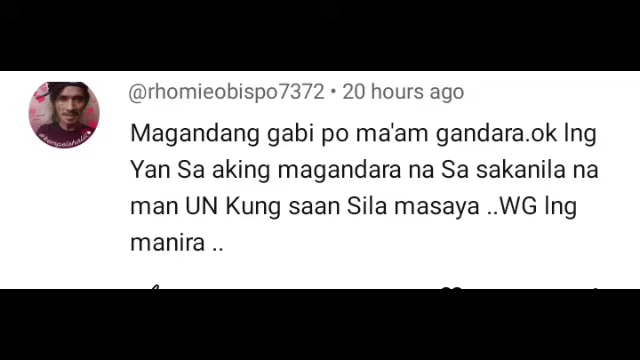 @rhomieobispo7372 • 20 hours ago
Magandang gabi po ma'am gandara.ok lng
Yan Sa aking magandara na Sa sakanila na
man UN Kung saan Sila masaya ..WG lng
manira ..